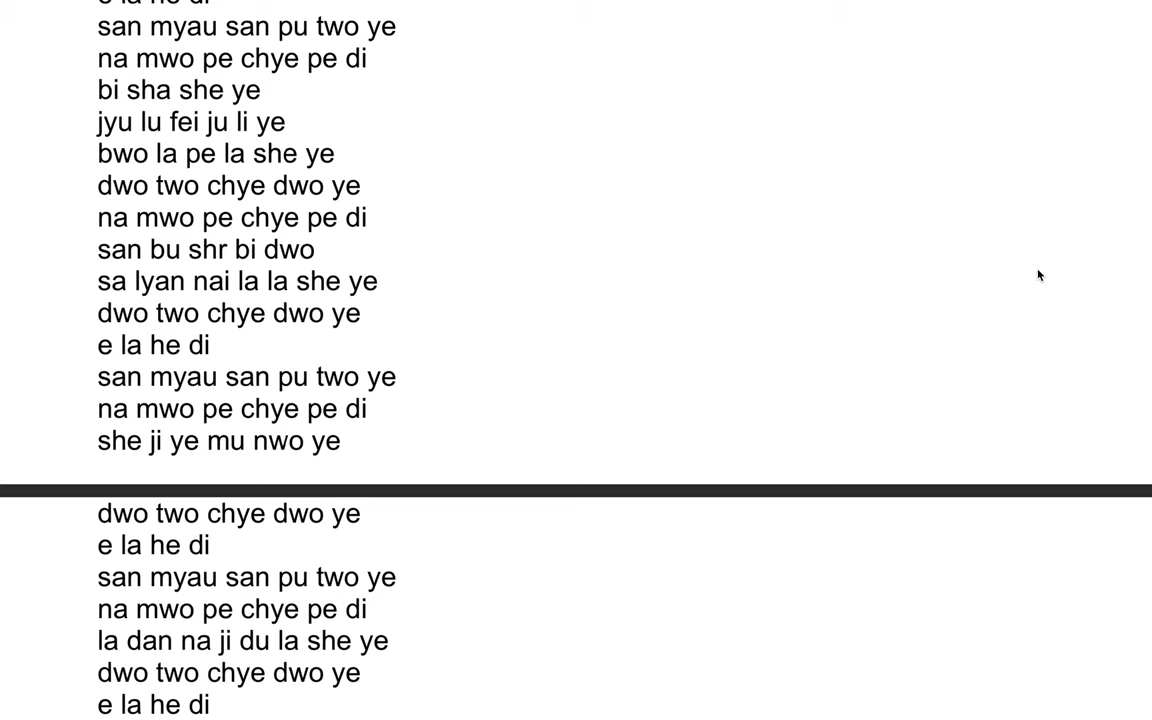 e la he di
san myau san pu two ye
na mwo pe chye pe di
bi sha she ye
jyu lu fei ju li ye
bwo la pe la she ye
dwo two chye dwo ye
na mwo pe chye pe di
san bu shr bi dwo
sa lyan nai la la she ye
dwo two chye dwo ye
e la he di
san myau san pu two ye
na mwo pe chye pe di
she ji ye mu nwo ye
dwo two chye dwo ye
e la he di
san myau san pu two ye
na mwo pe chye pe di
la dan na ji du la she ye
dwo two chye dwo ye
e la he di